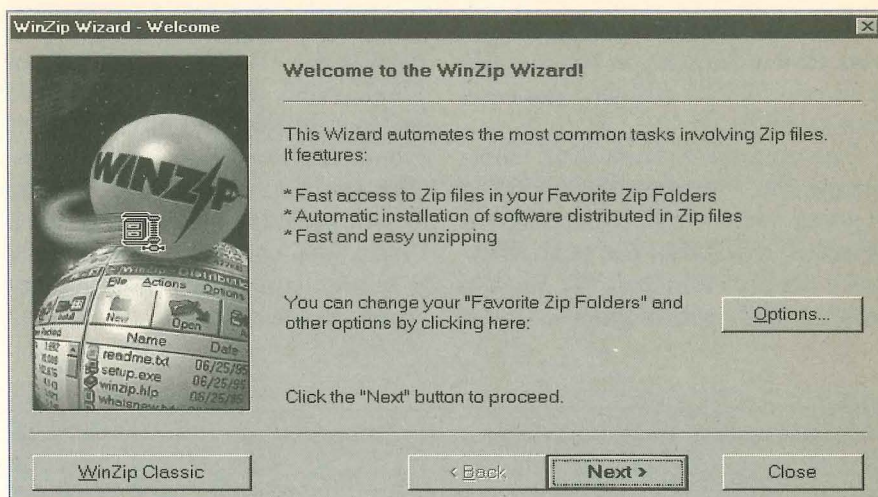 WinZip Wizard - Welcome
Welcome to the WinZip Wizard!
This Wizard automates the most common tasks involving Zip files.
It features:
* Fast access to Zip files in your Favorite Zip Folders
* Automatic installation of software distributed in Zip files
* Fast and easy unzipping
You can change your "Favorite Zip Folders" and
other options by clicking here:
Options...
Click the "Next" button to proceed.
WINZIP
File Actions Options
New Open
Name Date
readme.txt 06/25/95
setup.exe 06/25/95
winzip.hlp 06/25/95
WinZip Classic
< Back
Next >
Close